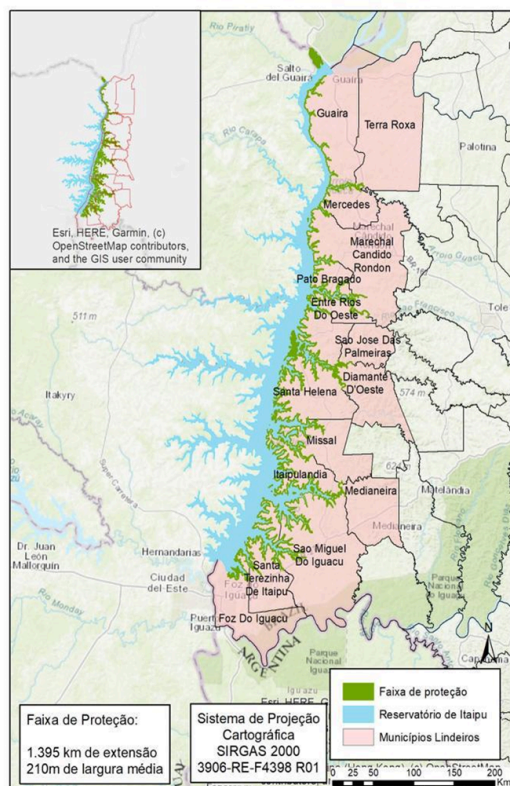 Rio Piratiy
Salto
del Guairá
Guaira
Guaira
Terra Roxa
Palotina
Esri, HERE, Garmin, (c)
OpenStreetMap contributors,
and the GIS user community
Mercedes
Marechal
Candido
Rondon
Pato Bragado
Entre Rios
Do Oeste
Tole
511 m
Sao Jose Das
Palmeiras
Diamante
D'Oeste
574 m
Itakyry
Santa Helena
Missal
Itaipulandia
Medianeira
Matelândia
Medianeira
Dr. Juan
León
Mallorquin
Hernandarias
Ciudad
del Este
Sao Miguel
Do Iguacu
Santa
Terezinha
De Itaipu
Parque
Nacional
Rio Monday
Foz Do Iguacu
BRAZIL
ARGENTINA
Parque
Nacional
Iguazu
N
Faixa de proteção
Reservatório de Itaipu
Municípios Lindeiros
Faixa de Proteção:
1.395 km de extensão
210m de largura média
Sistema de Projeção
Cartográfica
SIRGAS 2000
3906-RE-F4398 R01
0 25 50 100 150 200
Km